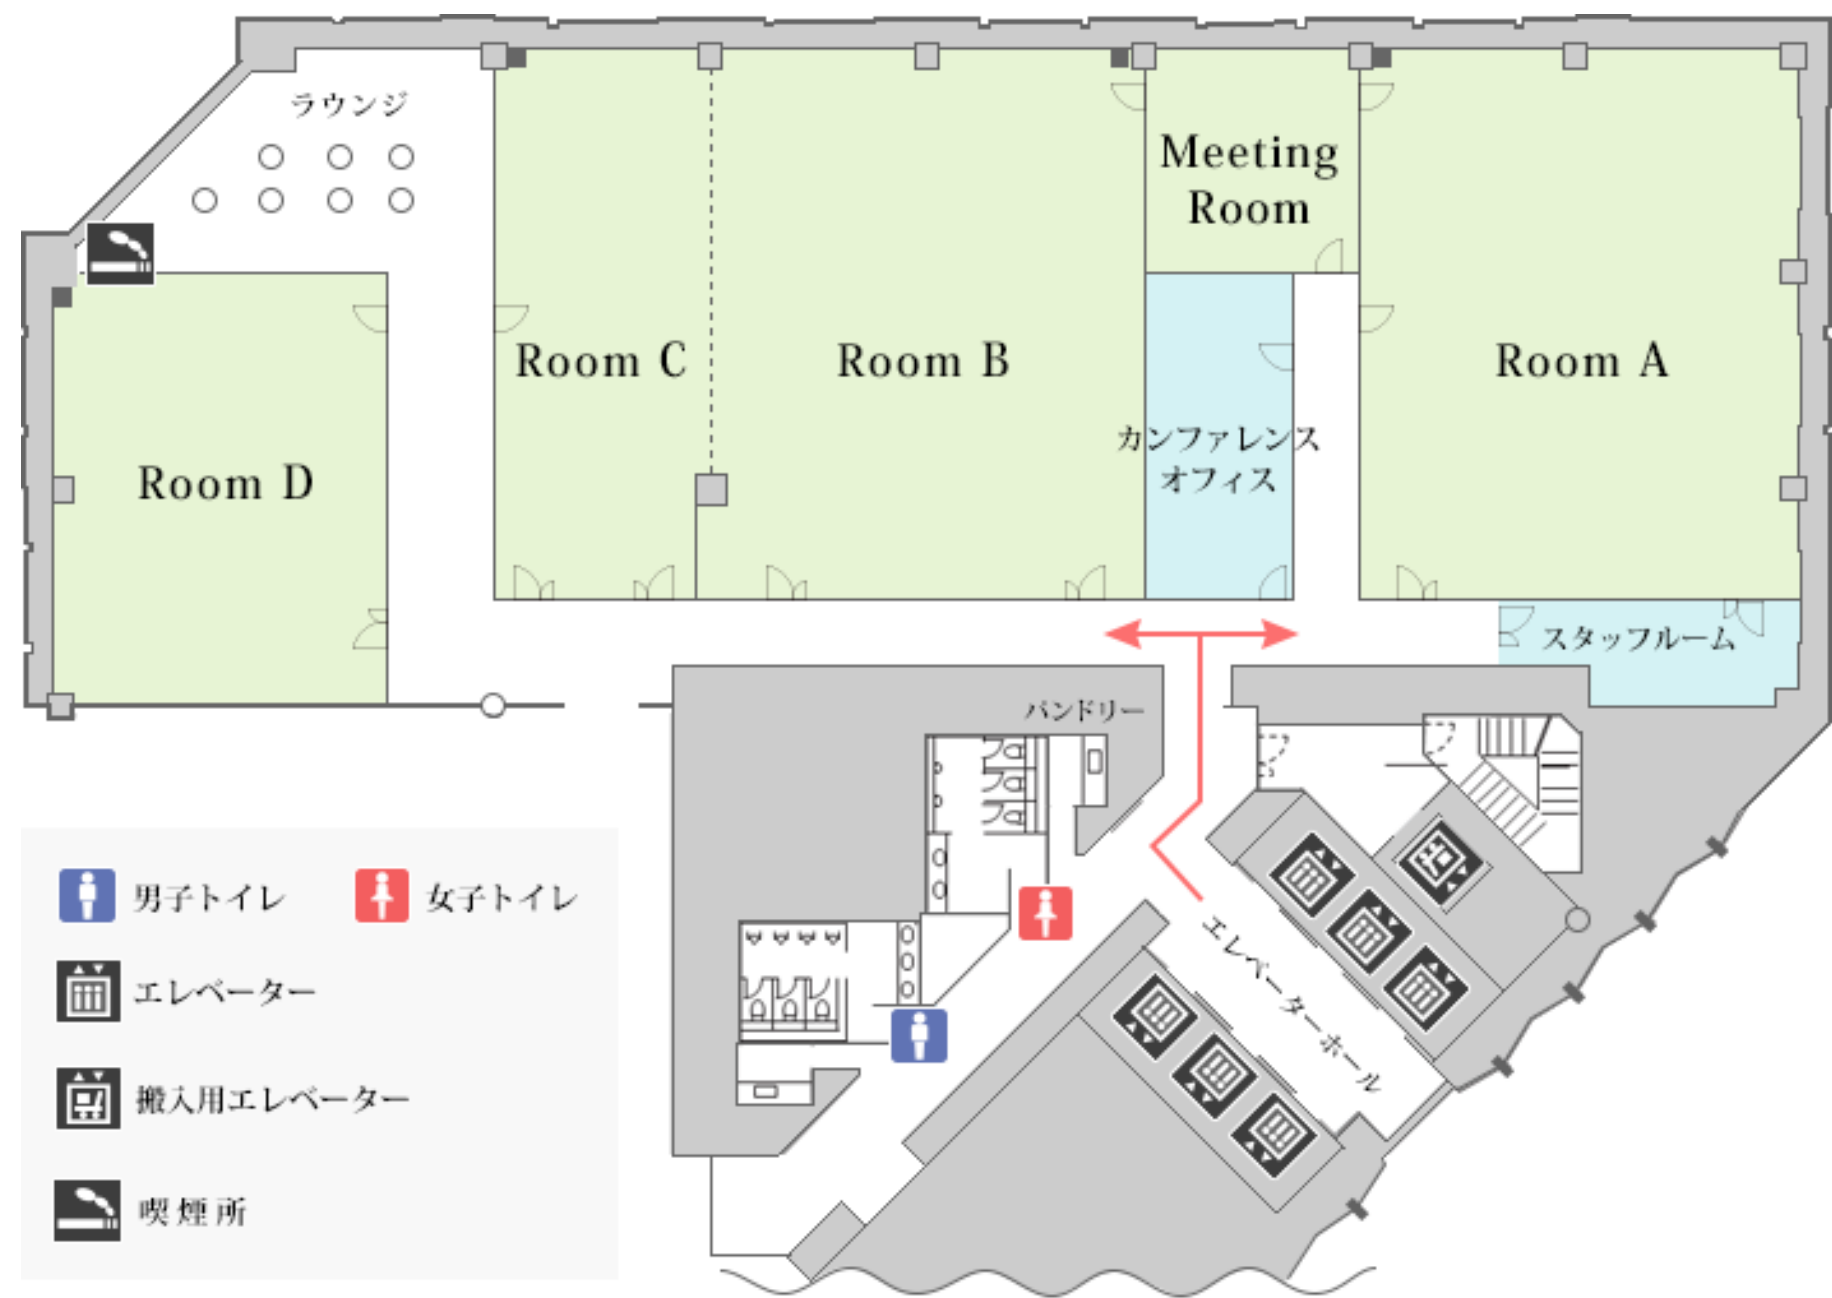 ラウンジ
Meeting
Room
Room C
Room B
Room A
カンファレンス
オフィス
Room D
スタッフルーム
パンドリー
エレベーターホール
男子トイレ
女子トイレ
エレベーター
搬入用エレベーター
喫煙所